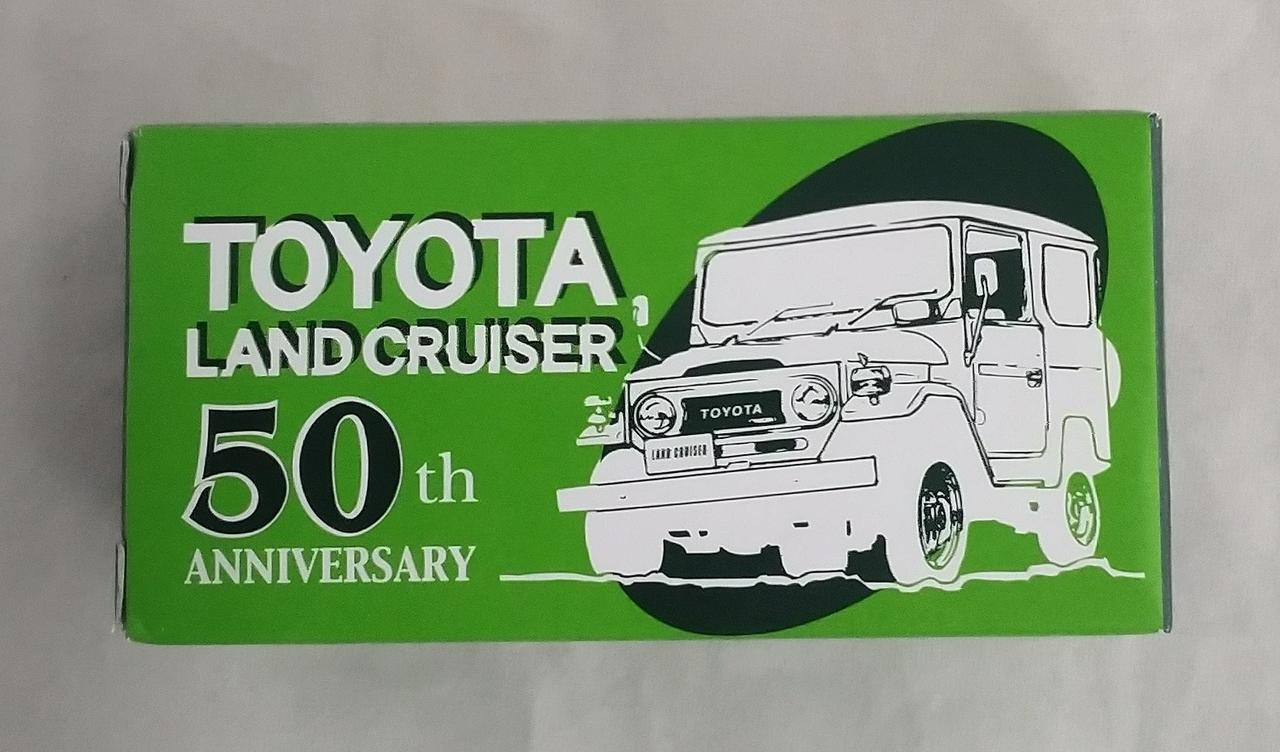 TOYOTA
LAND CRUISER
50th
ANNIVERSARY
TOYOTA
LAND CRUISER